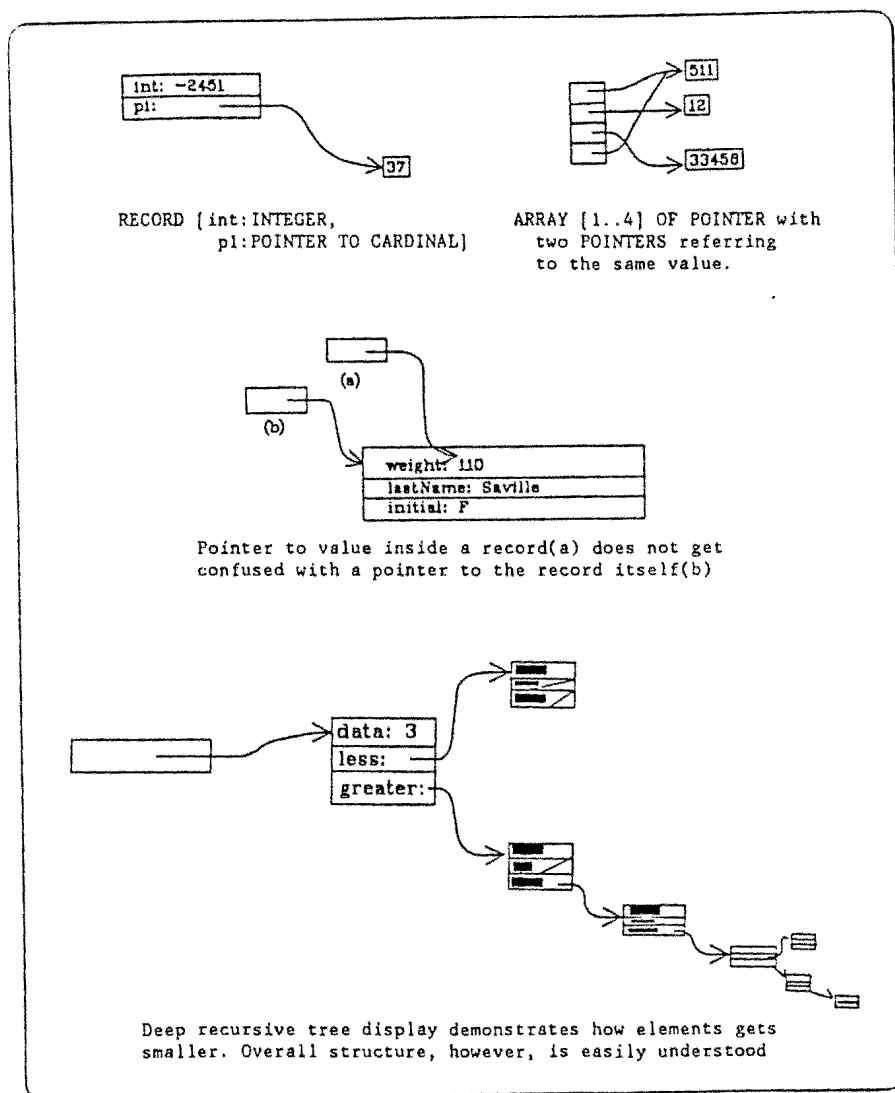 int: -2451
p1:
37
511
12
33458
RECORD [int:INTEGER,
p1:POINTER TO CARDINAL]
ARRAY [1..4] OF POINTER with
two POINTERS referring
to the same value.
(a)
(b)
weight: 110
lastName: Saville
initial: F
Pointer to value inside a record(a) does not get
confused with a pointer to the record itself(b)
data: 3
less:
greater:
Deep recursive tree display demonstrates how elements gets
smaller. Overall structure, however, is easily understood